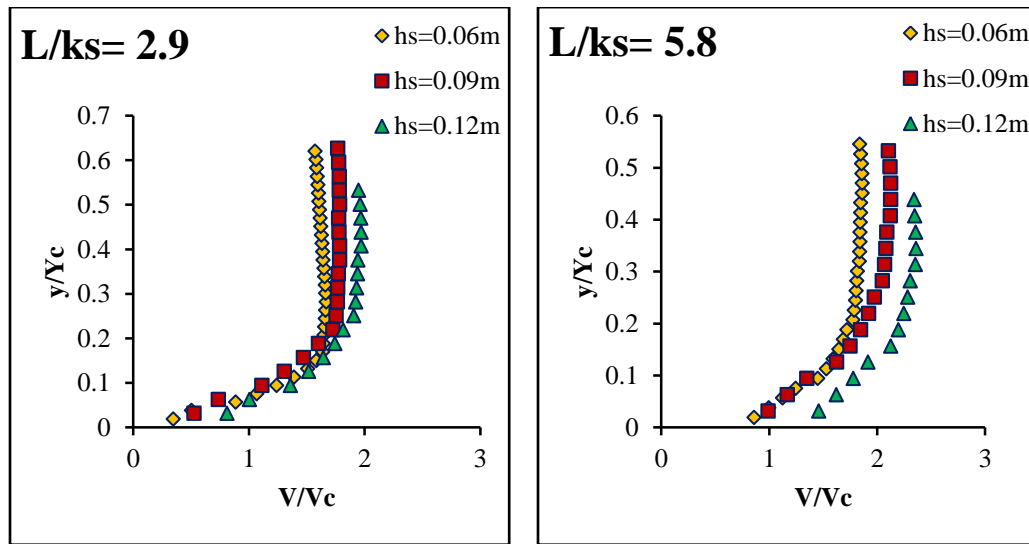 L/ks= 2.9
hs=0.06m
hs=0.09m
hs=0.12m
0.7
0.6
0.5
0.4
0.3
0.2
0.1
0
y/Yc
0 1 2 3
V/Vc
L/ks= 5.8
hs=0.06m
hs=0.09m
hs=0.12m
0.6
0.5
0.4
0.3
0.2
0.1
0
y/Yc
0 1 2 3
V/Vc